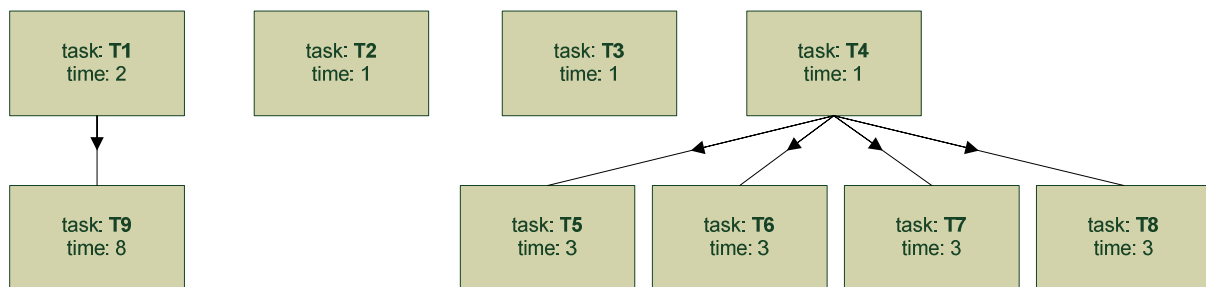 task: T1
time: 2
task: T2
time: 1
task: T3
time: 1
task: T4
time: 1
task: T9
time: 8
task: T5
time: 3
task: T6
time: 3
task: T7
time: 3
task: T8
time: 3